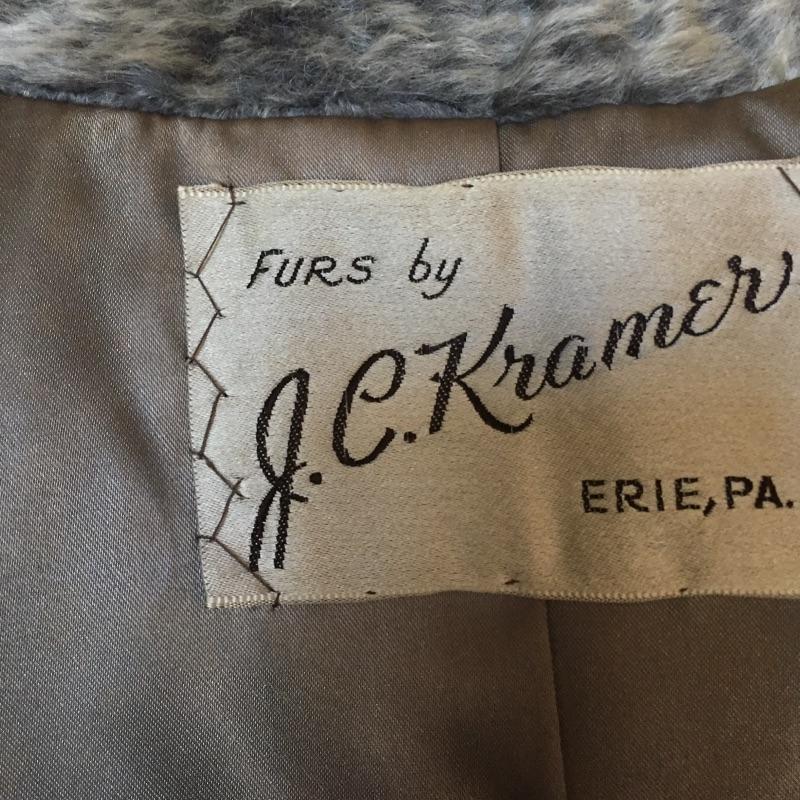 FURS by
J.C. Kramer
ERIE, PA.